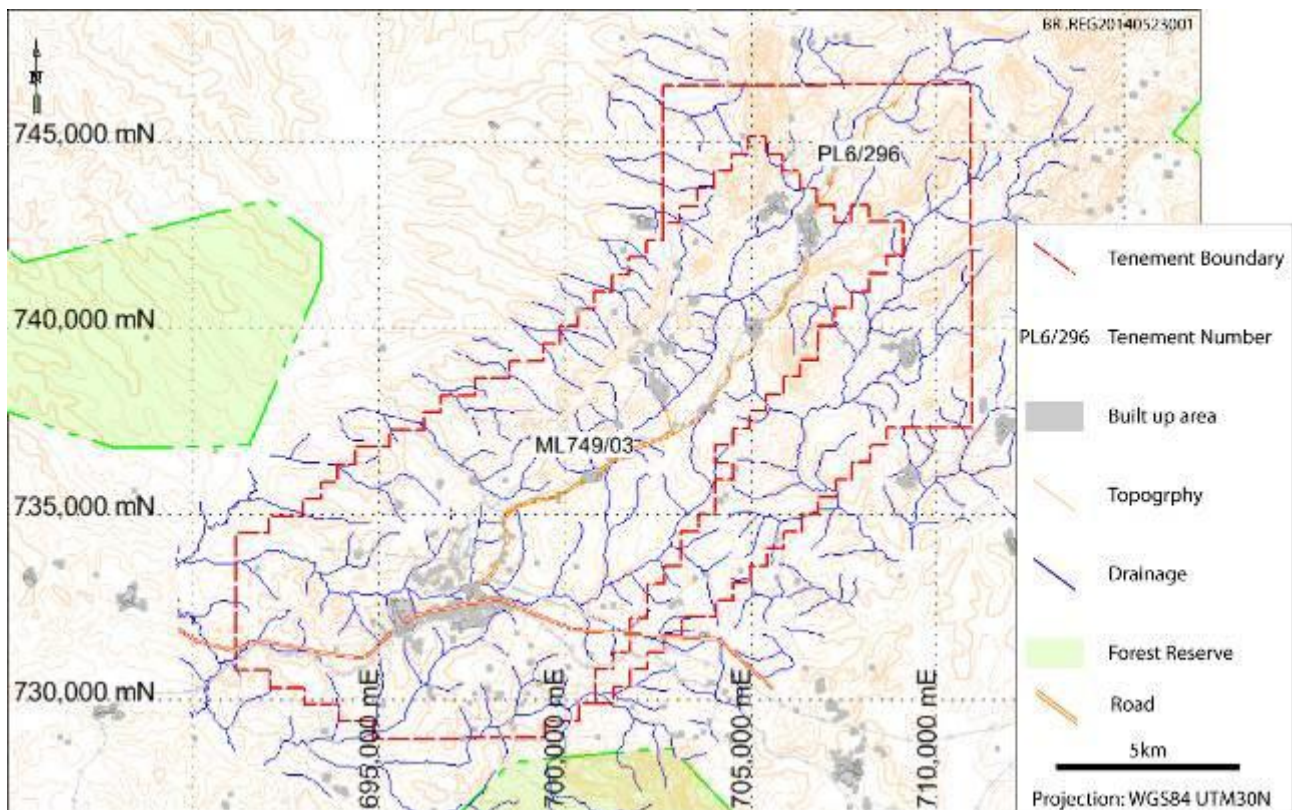 BR.REG20140523001
N
745,000 mN
PL6/296
740,000 mN
ML749/03
735,000 mN
730,000 mN
695,000 mE
700,000 mE
705,000 mE
710,000 mE
Tenement Boundary
PL6/296 Tenement Number
Built up area
Topogrphy
Drainage
Forest Reserve
Road
5km
Projection: WGS84 UTM30N